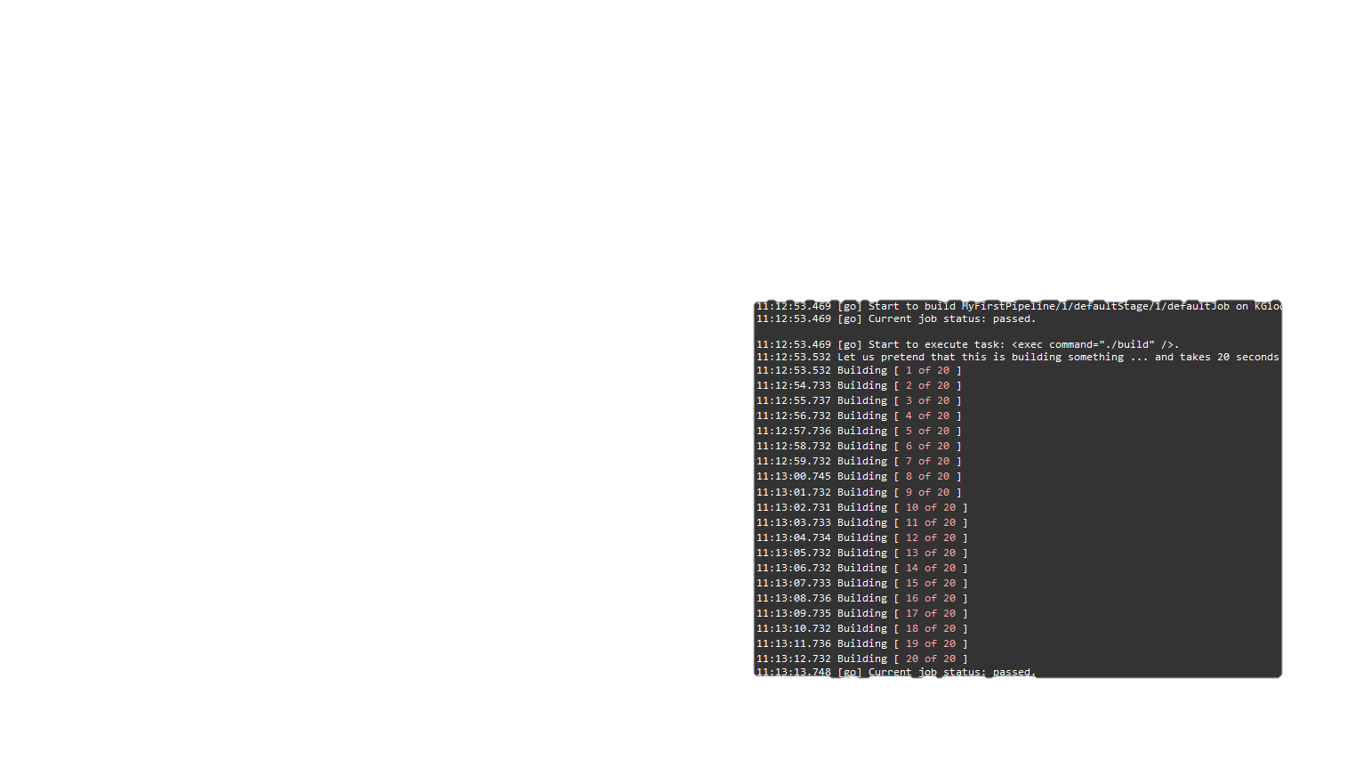 11:12:53.469 [go] Start to build MyFirstPipeline/1/defaultStage/1/defaultJob on
11:12:53.469 [go] Current job status: passed.
11:12:53.469 [go] Start to execute task: <exec command="./build" />.
11:12:53.532 Let us pretend that this is building something ... and takes 20 seconds
11:12:53.532 Building [ 1 of 20 ]
11:12:54.733 Building [ 2 of 20 ]
11:12:55.737 Building [ 3 of 20 ]
11:12:56.732 Building [ 4 of 20 ]
11:12:57.736 Building [ 5 of 20 ]
11:12:58.732 Building [ 6 of 20 ]
11:12:59.732 Building [ 7 of 20 ]
11:13:00.745 Building [ 8 of 20 ]
11:13:01.732 Building [ 9 of 20 ]
11:13:02.731 Building [ 10 of 20 ]
11:13:03.733 Building [ 11 of 20 ]
11:13:04.734 Building [ 12 of 20 ]
11:13:05.732 Building [ 13 of 20 ]
11:13:06.732 Building [ 14 of 20 ]
11:13:07.733 Building [ 15 of 20 ]
11:13:08.736 Building [ 16 of 20 ]
11:13:09.735 Building [ 17 of 20 ]
11:13:10.732 Building [ 18 of 20 ]
11:13:11.736 Building [ 19 of 20 ]
11:13:12.732 Building [ 20 of 20 ]
11:13:13.748 [go] Current job status: passed.